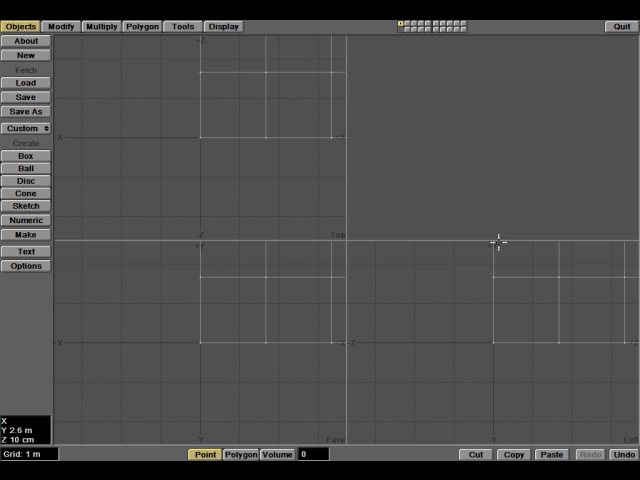 Objects Modify Multiply Polygon Tools Display 1 Quit
About
New
Fetch
Load
Save
Save As
Custom
Create
Box
Ball
Disc
Cone
Sketch
Numeric
Make
Text
Options
X
-Z Top
X
-Y Face
Z
-Y Left
X
Y 2.6 m
Z 10 cm
Grid: 1 m Point Polygon Volume 0 Cut Copy Paste Redo Undo